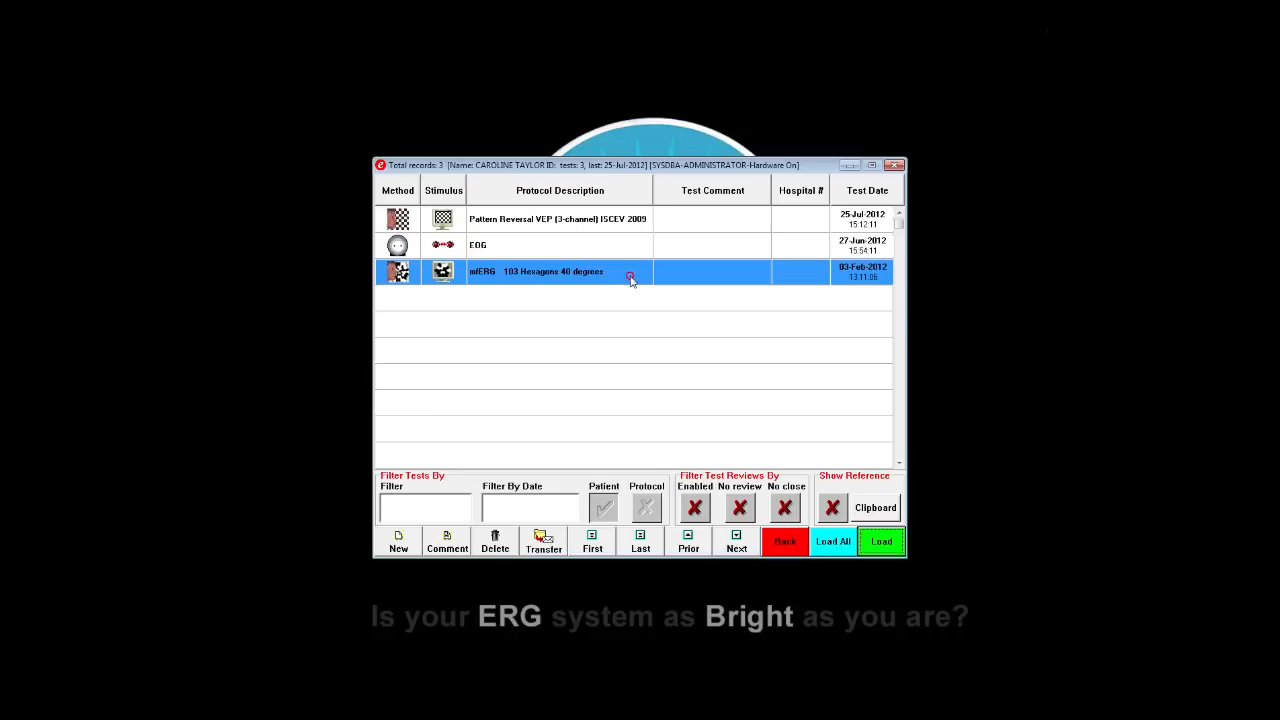 Total records: 3 [Name: CAROLINE TAYLOR ID: tests: 3, last: 25-Jul-2012] [SYSDBA-ADMINISTRATOR-Hardware On]
Method Stimulus Protocol Description Test Comment Hospital # Test Date
Pattern Reversal VEP (3-channel) ISCEV 2009 25-Jul-2012
15:12:11
EOG 27-Jun-2012
15:54:11
mfERG 103 Hexagons 40 degrees 03-Feb-2012
13:11:06
Filter Tests By Filter Test Reviews By Show Reference
Filter Filter By Date Patient Protocol Enabled No review No close
Clipboard
New Comment Delete Transfer First Last Prior Next Back Load All Load
Is your ERG system as Bright as you are?